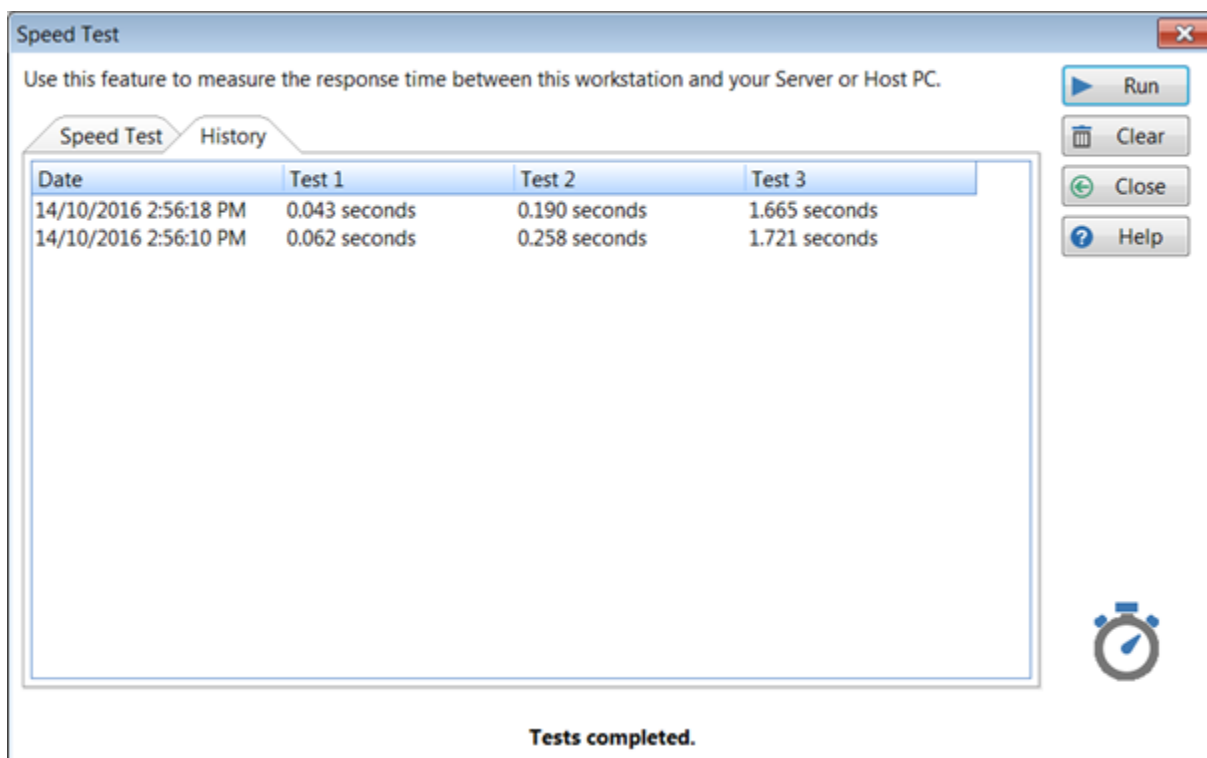 Speed Test
Use this feature to measure the response time between this workstation and your Server or Host PC.
Run
Speed Test History
Clear
Date Test 1 Test 2 Test 3
Close
14/10/2016 2:56:18 PM 0.043 seconds 0.190 seconds 1.665 seconds
14/10/2016 2:56:10 PM 0.062 seconds 0.258 seconds 1.721 seconds
Help
Tests completed.